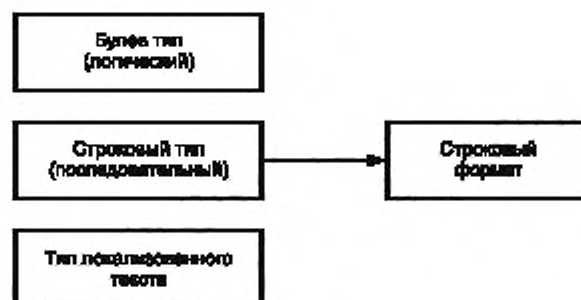 Булев тип
(логический)
Строковый тип
(последовательный)
Строковый
формат
Тип локализованного
текста